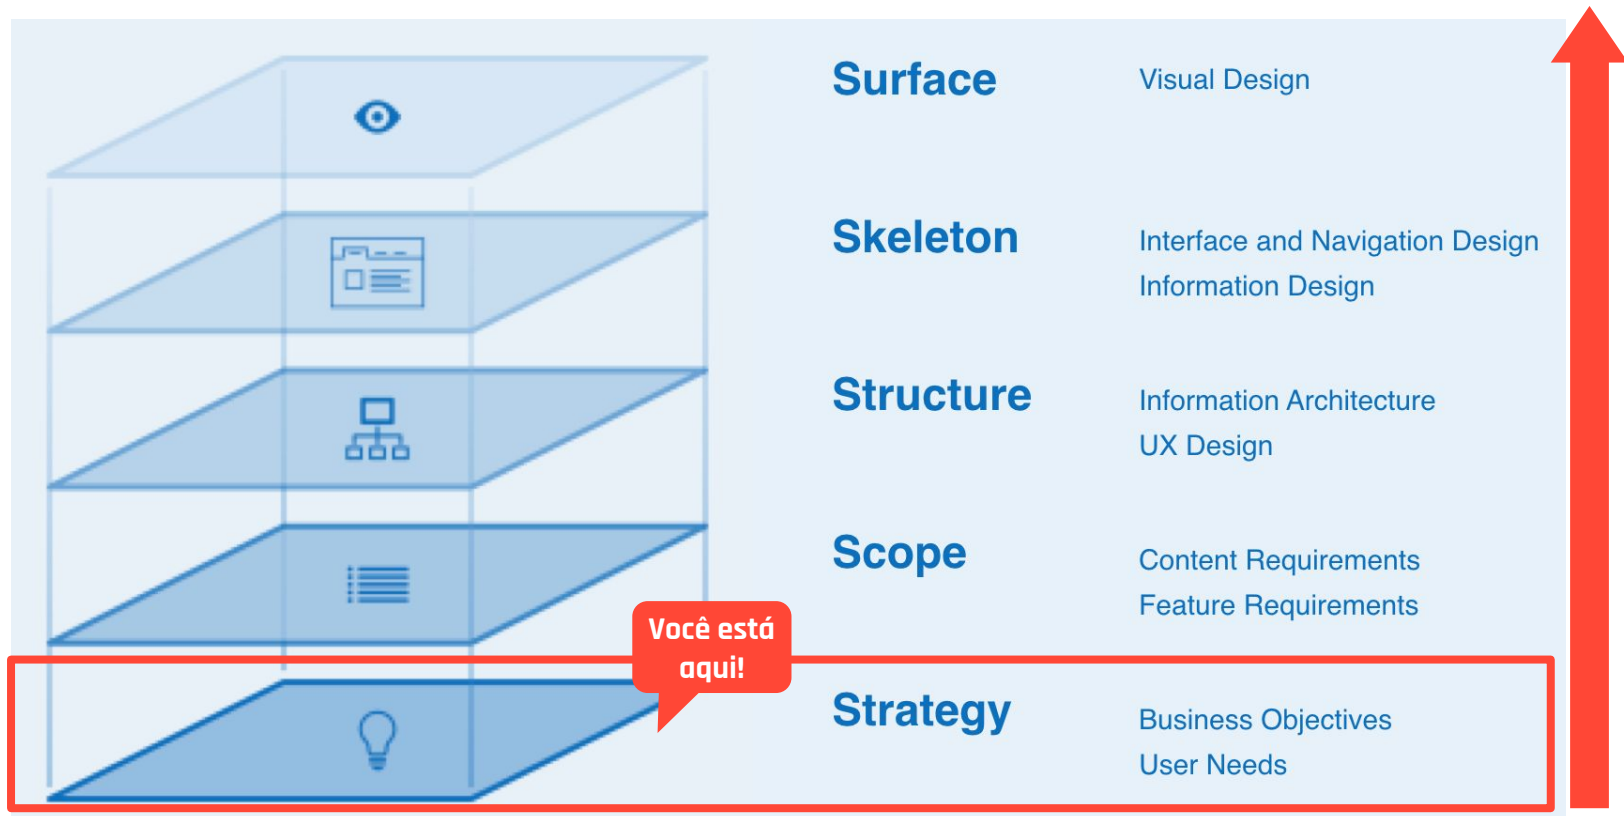 Surface
Visual Design
Skeleton
Interface and Navigation Design
Information Design
Structure
Information Architecture
UX Design
Scope
Content Requirements
Feature Requirements
Você está
aqui!
Strategy
Business Objectives
User Needs